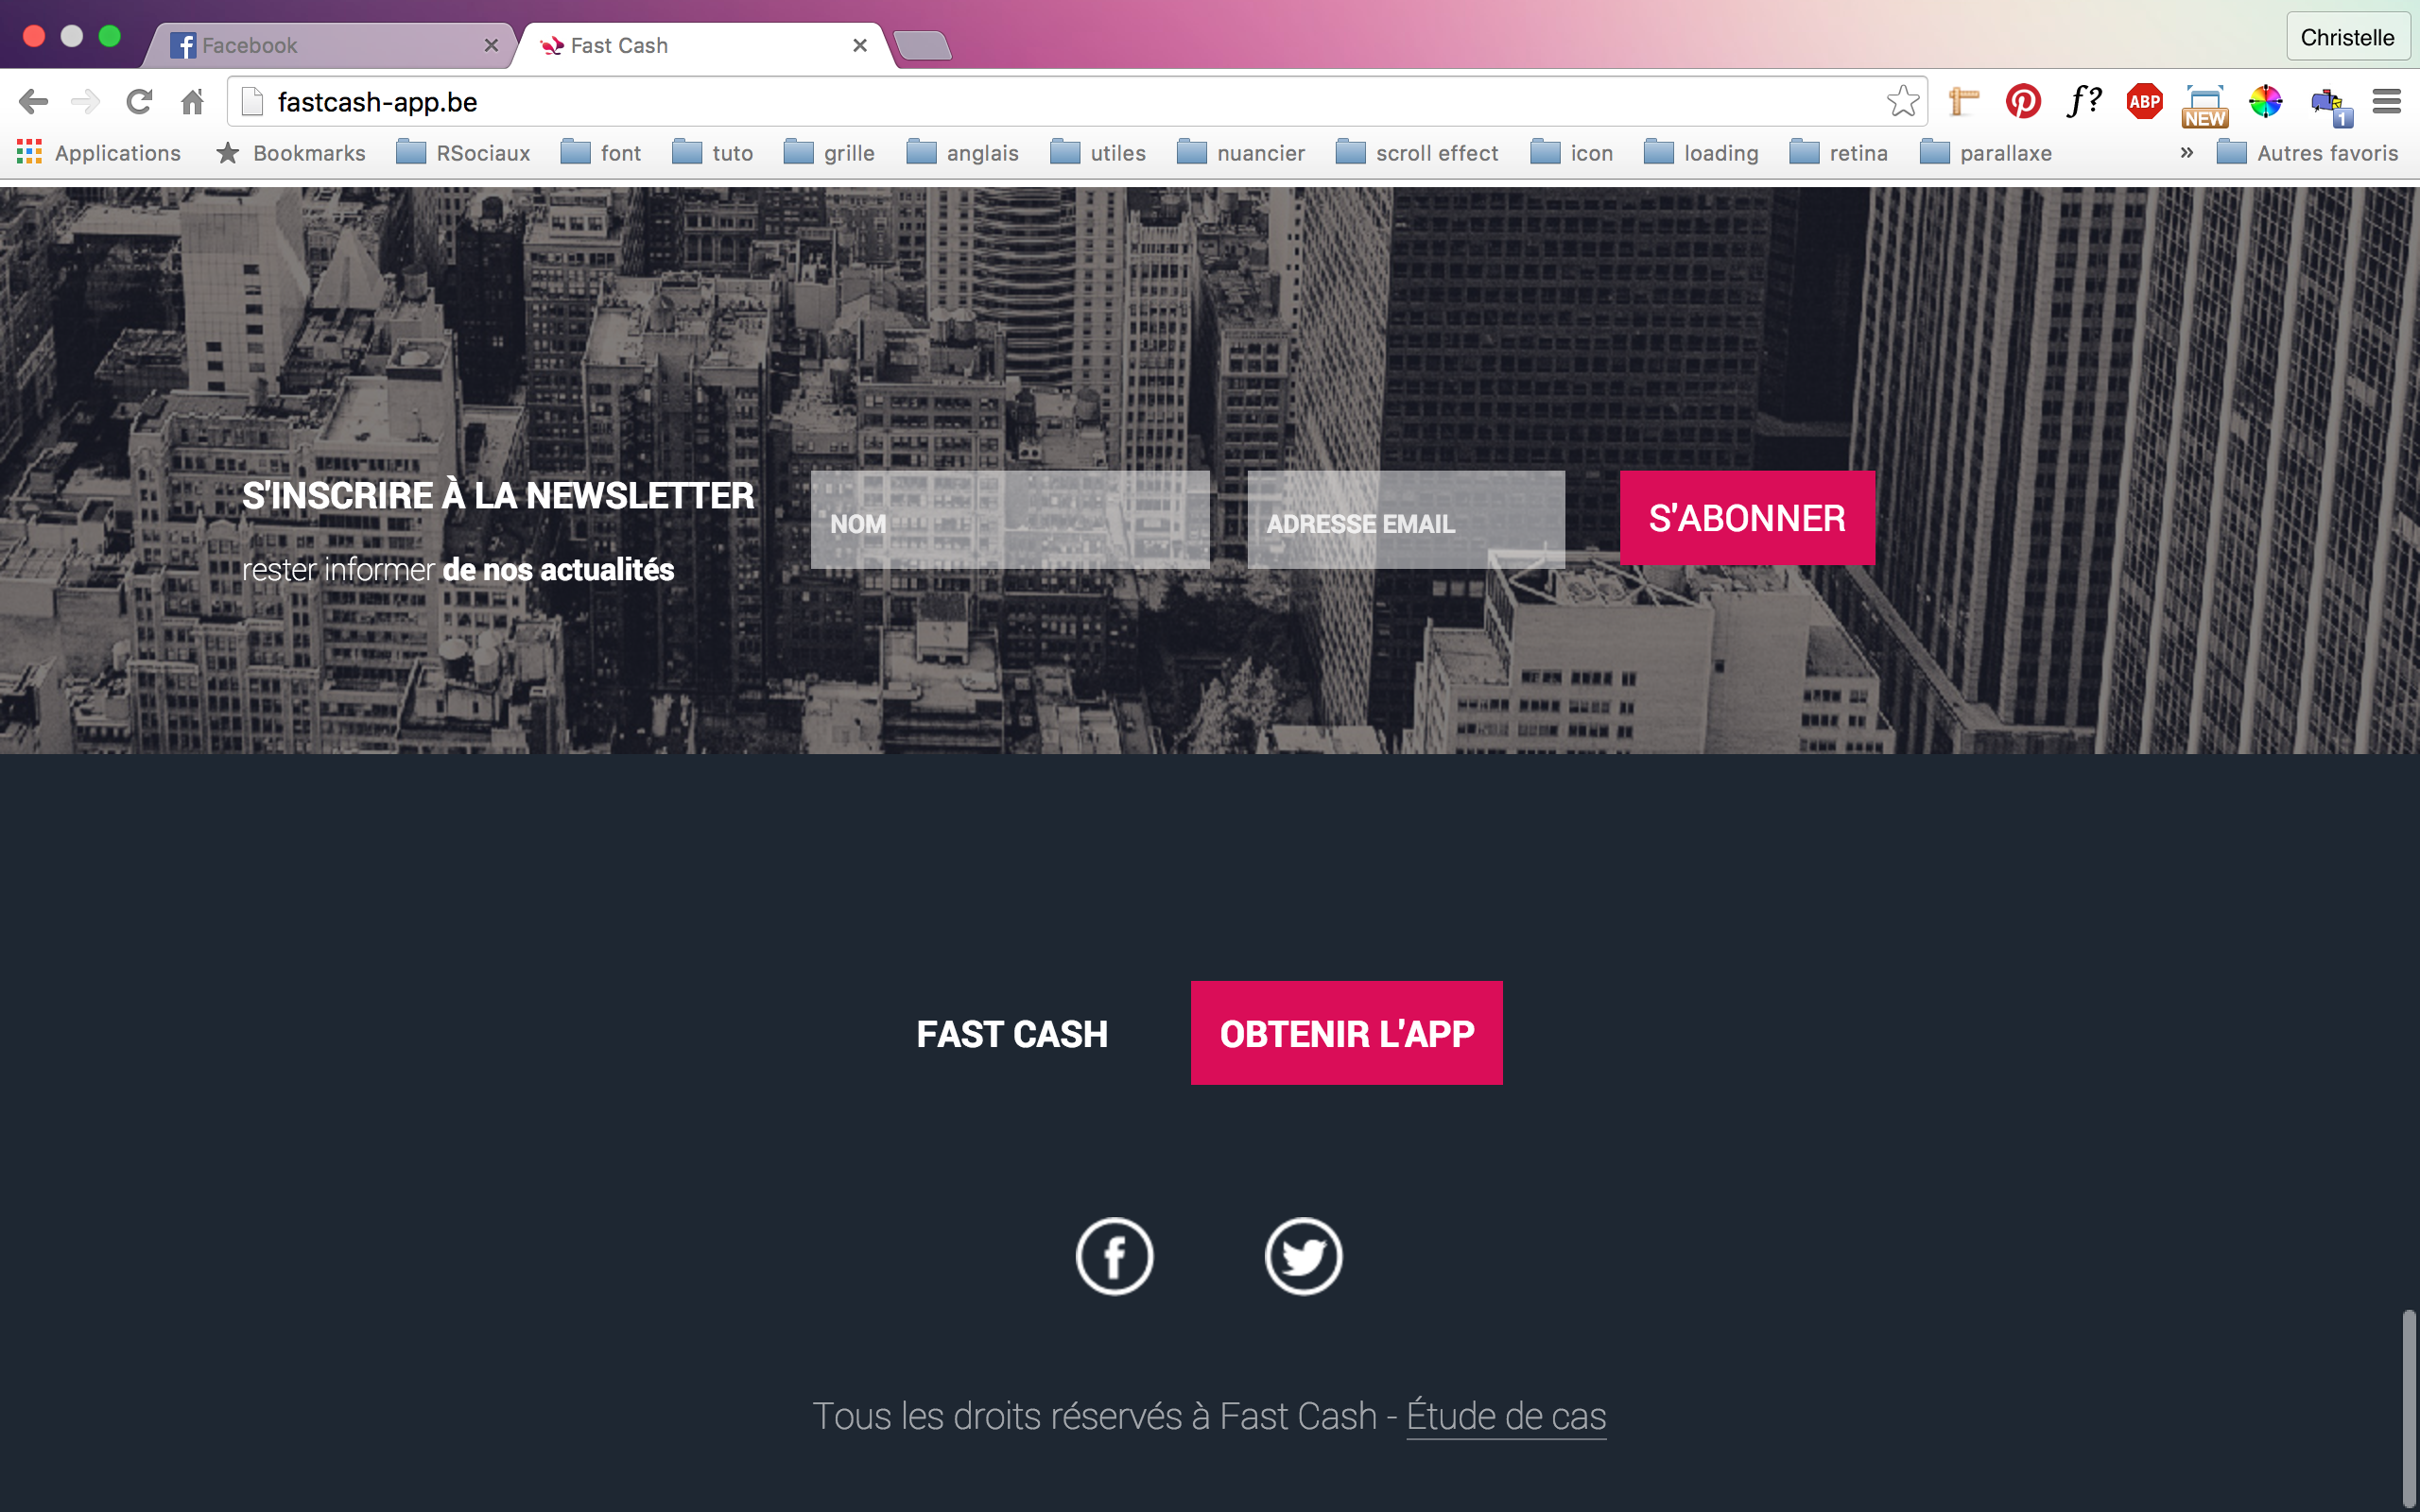 Facebook
Fast Cash
Christelle
fastcash-app.be
f?
ABP
NEW
1
Applications Bookmarks RSociaux font tuto grille anglais utiles nuancier scroll effect icon loading retina parallaxe » Autres favoris
S'INSCRIRE À LA NEWSLETTER
rester informer de nos actualités
NOM
ADRESSE EMAIL
S'ABONNER
FAST CASH
OBTENIR L'APP
Tous les droits réservés à Fast Cash - Étude de cas